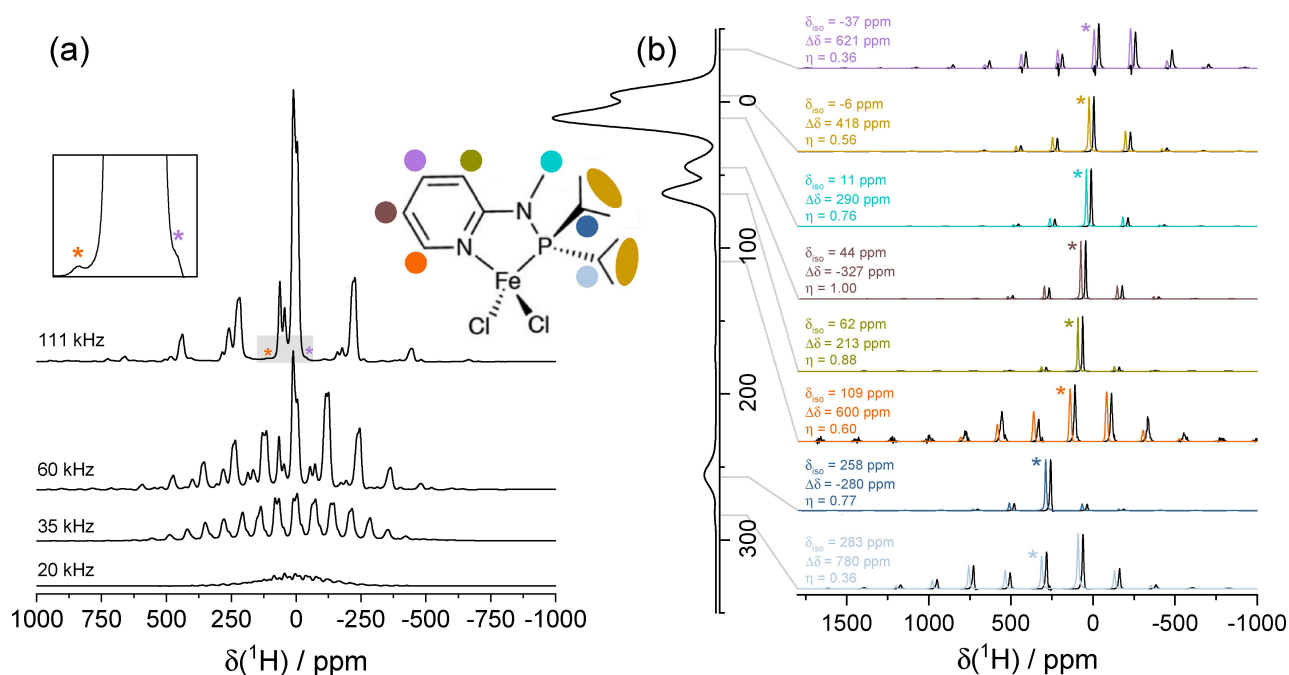 (a)
111 kHz
*
*
*
*
60 kHz
35 kHz
20 kHz
1000 750 500 250 0 -250 -500 -750 -1000
δ(¹H) / ppm
N
N
P
Fe
Cl
Cl
(b)
0
100
200
300
δiso = -37 ppm
Δδ = 621 ppm
η = 0.36
*
δiso = -6 ppm
Δδ = 418 ppm
η = 0.56
*
δiso = 11 ppm
Δδ = 290 ppm
η = 0.76
*
δiso = 44 ppm
Δδ = -327 ppm
η = 1.00
*
δiso = 62 ppm
Δδ = 213 ppm
η = 0.88
*
δiso = 109 ppm
Δδ = 600 ppm
η = 0.60
*
δiso = 258 ppm
Δδ = -280 ppm
η = 0.77
*
δiso = 283 ppm
Δδ = 780 ppm
η = 0.36
*
1500 1000 500 0 -500 -1000
δ(¹H) / ppm